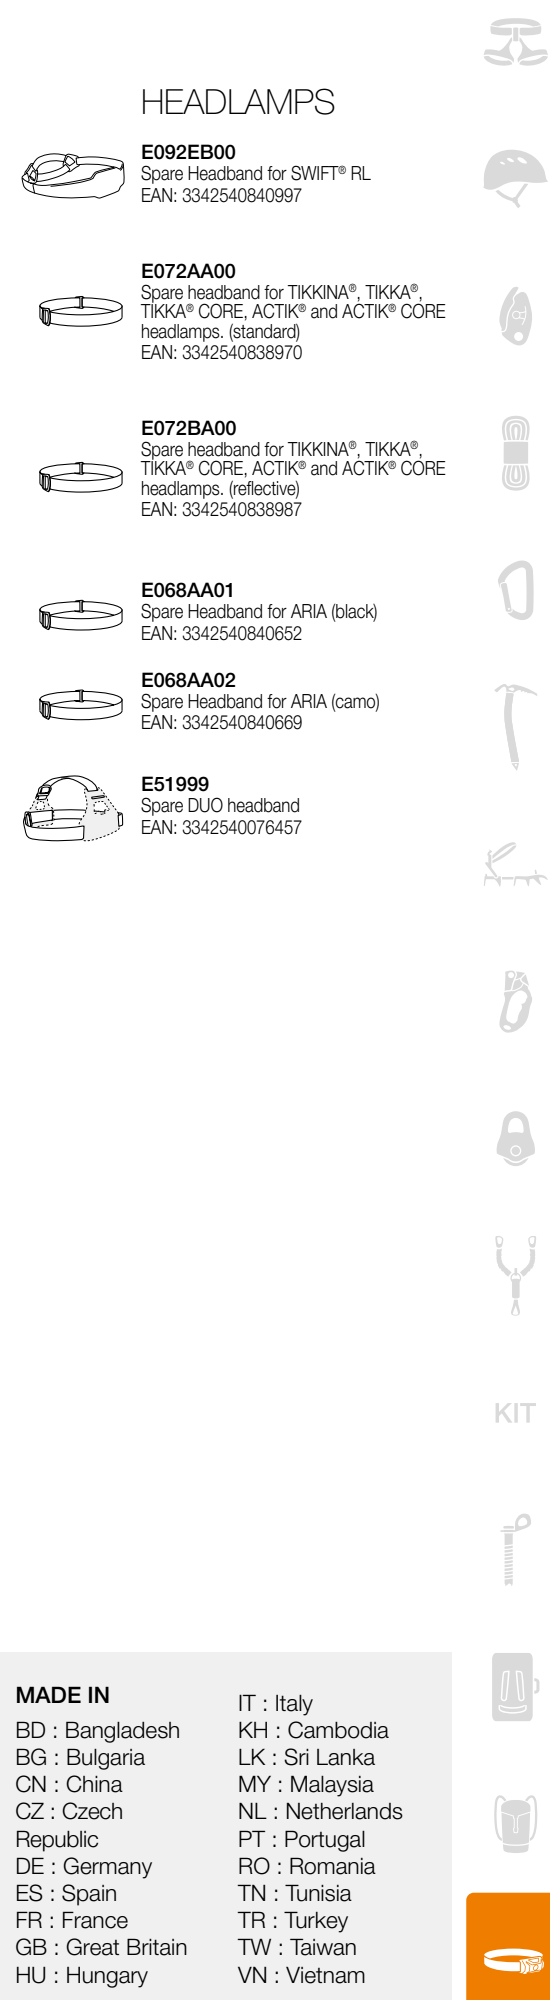 HEADLAMPS
E092EB00
Spare Headband for SWIFT® RL
EAN: 3342540840997
E072AA00
Spare headband for TIKKINA®, TIKKA®,
TIKKA® CORE, ACTIK® and ACTIK® CORE
headlamps. (standard)
EAN: 3342540838970
E072BA00
Spare headband for TIKKINA®, TIKKA®,
TIKKA® CORE, ACTIK® and ACTIK® CORE
headlamps. (reflective)
EAN: 3342540838987
E068AA01
Spare Headband for ARIA (black)
EAN: 3342540840652
E068AA02
Spare Headband for ARIA (camo)
EAN: 3342540840669
E51999
Spare DUO headband
EAN: 3342540076457
KIT
MADE IN
BD : Bangladesh
BG : Bulgaria
CN : China
CZ : Czech
Republic
DE : Germany
ES : Spain
FR : France
GB : Great Britain
HU : Hungary
IT : Italy
KH : Cambodia
LK : Sri Lanka
MY : Malaysia
NL : Netherlands
PT : Portugal
RO : Romania
TN : Tunisia
TR : Turkey
TW : Taiwan
VN : Vietnam